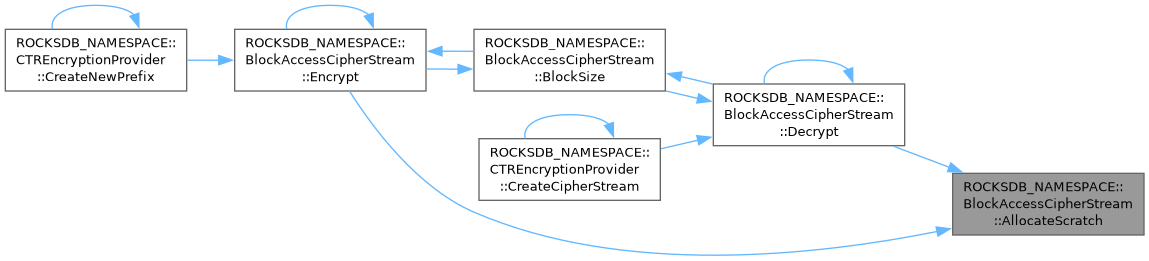 ROCKSDB_NAMESPACE::
CTREncryptionProvider
::CreateNewPrefix
ROCKSDB_NAMESPACE::
BlockAccessCipherStream
::Encrypt
ROCKSDB_NAMESPACE::
BlockAccessCipherStream
::BlockSize
ROCKSDB_NAMESPACE::
CTREncryptionProvider
::CreateCipherStream
ROCKSDB_NAMESPACE::
BlockAccessCipherStream
::Decrypt
ROCKSDB_NAMESPACE::
BlockAccessCipherStream
::AllocateScratch